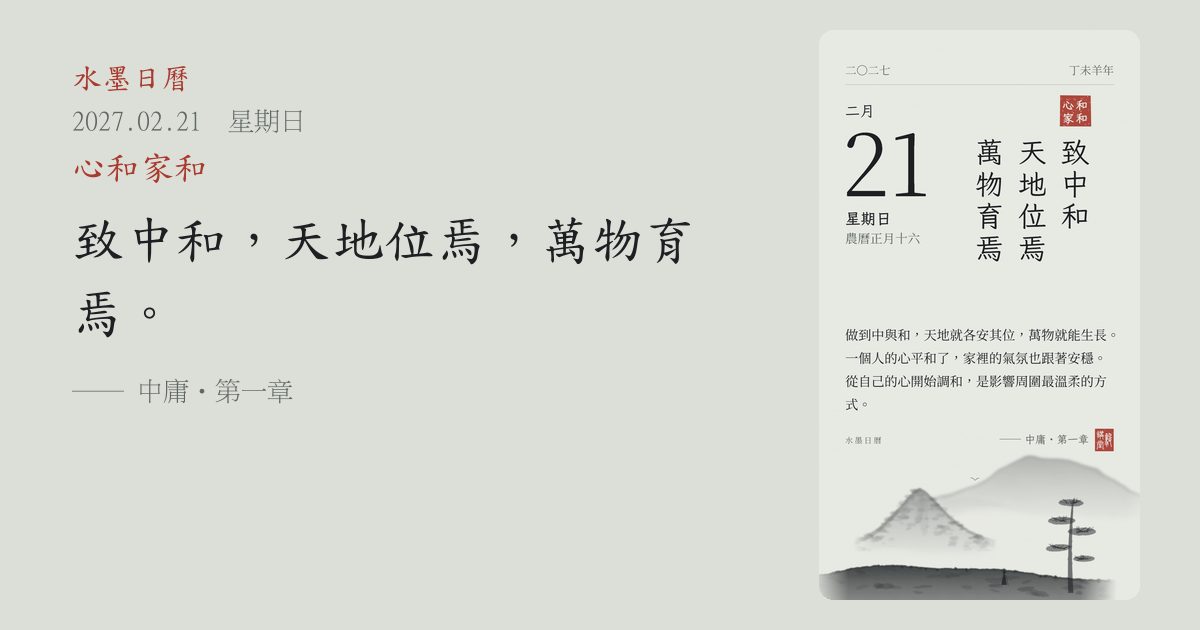 水墨日曆
2027.02.21 星期日
心和家和
致中和，天地位焉，萬物育
焉。
—— 中庸・第一章
二〇二七
丁未羊年
二月
21
星期日
農曆正月十六
心和
家和
致中和
天地位焉
萬物育焉
做到中與和，天地就各安其位，萬物就能生長。
一個人的心平和了，家裡的氣氛也跟著安穩。
從自己的心開始調和，是影響周圍最溫柔的方
式。
水墨日曆
—— 中庸・第一章